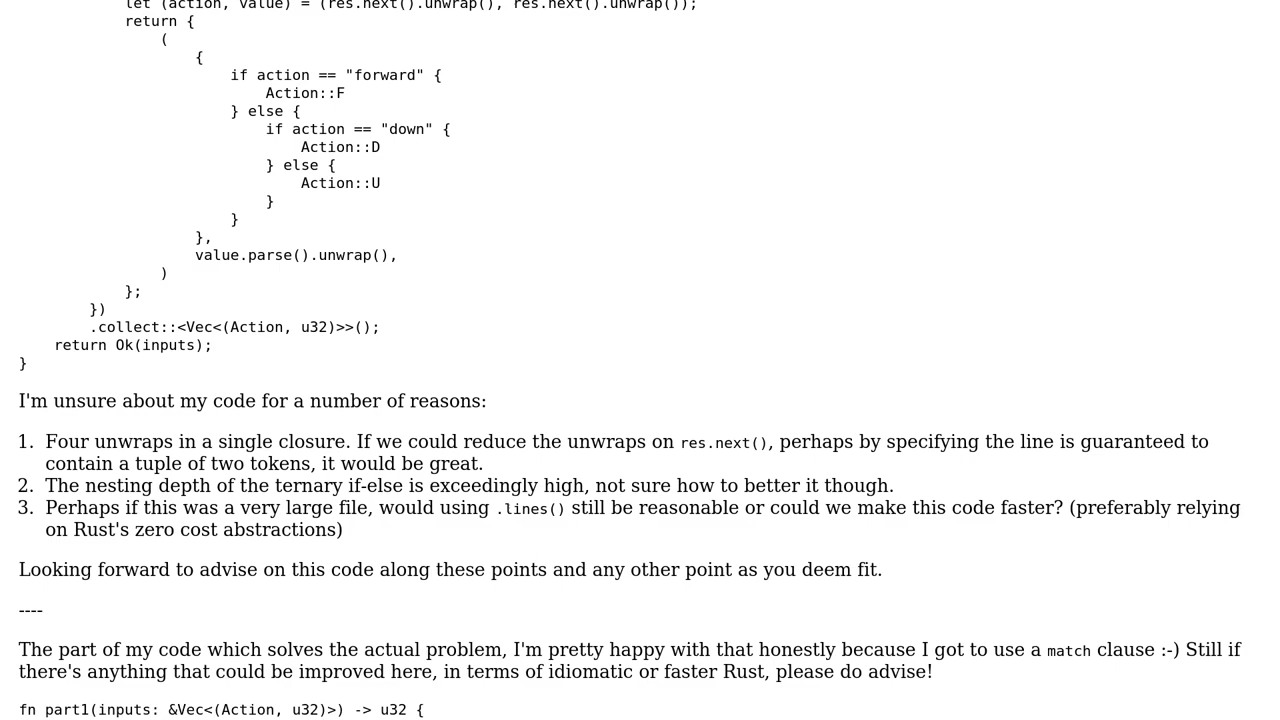 let (action, value) = (res.next().unwrap(), res.next().unwrap());
return {
(
{
if action == "forward" {
Action::F
} else {
if action == "down" {
Action::D
} else {
Action::U
}
}
},
value.parse().unwrap(),
)
};
})
.collect::<Vec<(Action, u32)>>();
return Ok(inputs);
}
I'm unsure about my code for a number of reasons:
1. Four unwraps in a single closure. If we could reduce the unwraps on res.next(), perhaps by specifying the line is guaranteed to
contain a tuple of two tokens, it would be great.
2. The nesting depth of the ternary if-else is exceedingly high, not sure how to better it though.
3. Perhaps if this was a very large file, would using .lines() still be reasonable or could we make this code faster? (preferably relying
on Rust's zero cost abstractions)
Looking forward to advise on this code along these points and any other point as you deem fit.
----
The part of my code which solves the actual problem, I'm pretty happy with that honestly because I got to use a match clause :-) Still if
there's anything that could be improved here, in terms of idiomatic or faster Rust, please do advise!
fn part1(inputs: &Vec<(Action, u32)>) -> u32 {